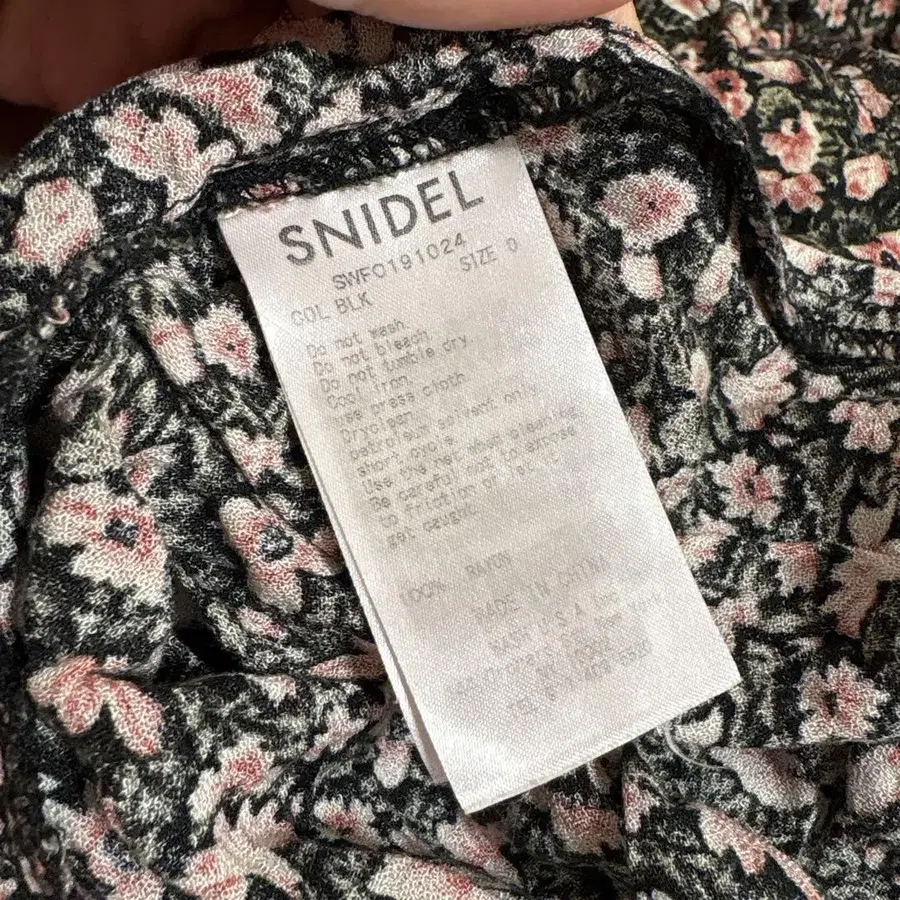 SNIDEL
SWFO191024
COL BLK SIZE 0
Do not wash.
Do not bleach.
Do not tumble dry.
Cool iron.
use press cloth.
Dryclean.
petroleum solvent only.
short cycle.
Use the net when cleaning.
Be careful not to expose
to friction or
get caught.
100% RAYON
MADE IN CHINA
MASH U.S.A